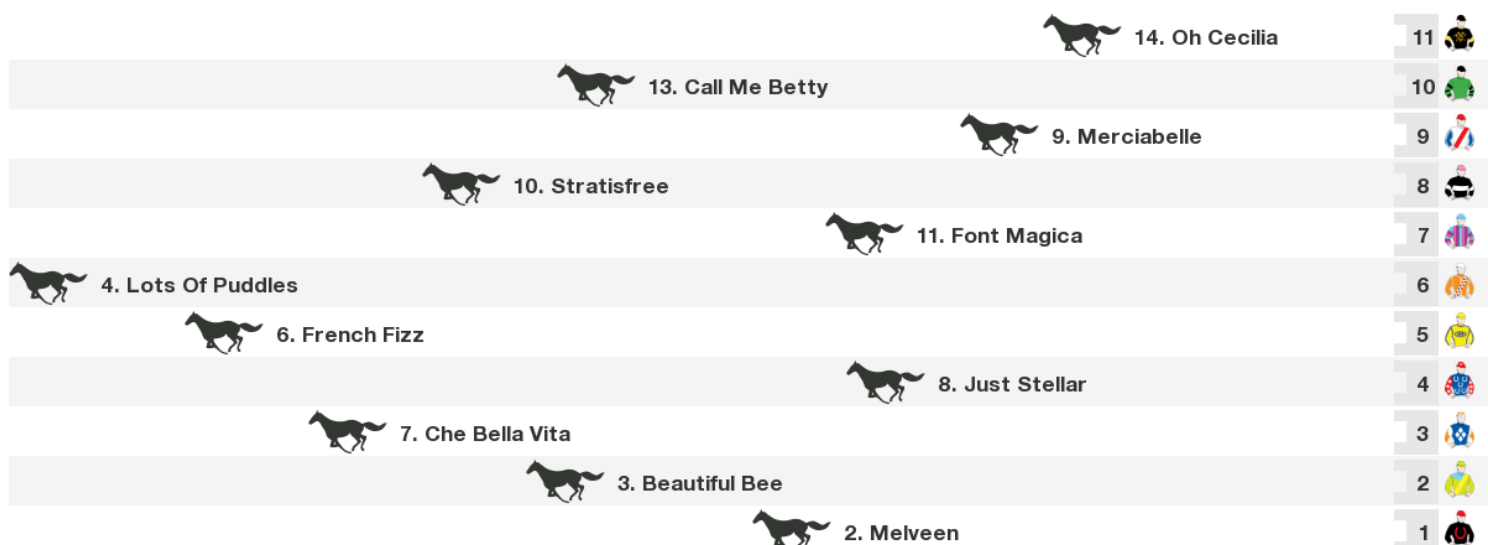 14. Oh Cecilia 11
13. Call Me Betty 10
9. Merciabelle 9
10. Stratisfree 8
11. Font Magica 7
4. Lots Of Puddles 6
6. French Fizz 5
8. Just Stellar 4
7. Che Bella Vita 3
3. Beautiful Bee 2
2. Melveen 1